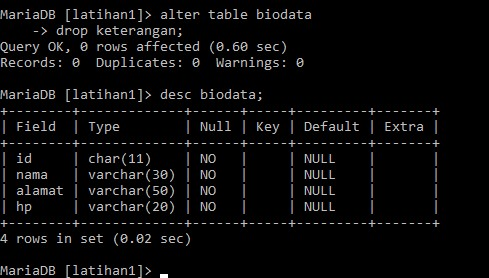 MariaDB [latihan1]> alter table biodata
    -> drop keterangan;
Query OK, 0 rows affected (0.60 sec)
Records: 0  Duplicates: 0  Warnings: 0

MariaDB [latihan1]> desc biodata;
+--------+-------------+------+-----+---------+-------+
| Field  | Type        | Null | Key | Default | Extra |
+--------+-------------+------+-----+---------+-------+
| id     | char(11)    | NO   |     | NULL    |       |
| nama   | varchar(30) | NO   |     | NULL    |       |
| alamat | varchar(50) | NO   |     | NULL    |       |
| hp     | varchar(20) | NO   |     | NULL    |       |
+--------+-------------+------+-----+---------+-------+
4 rows in set (0.02 sec)

MariaDB [latihan1]> _